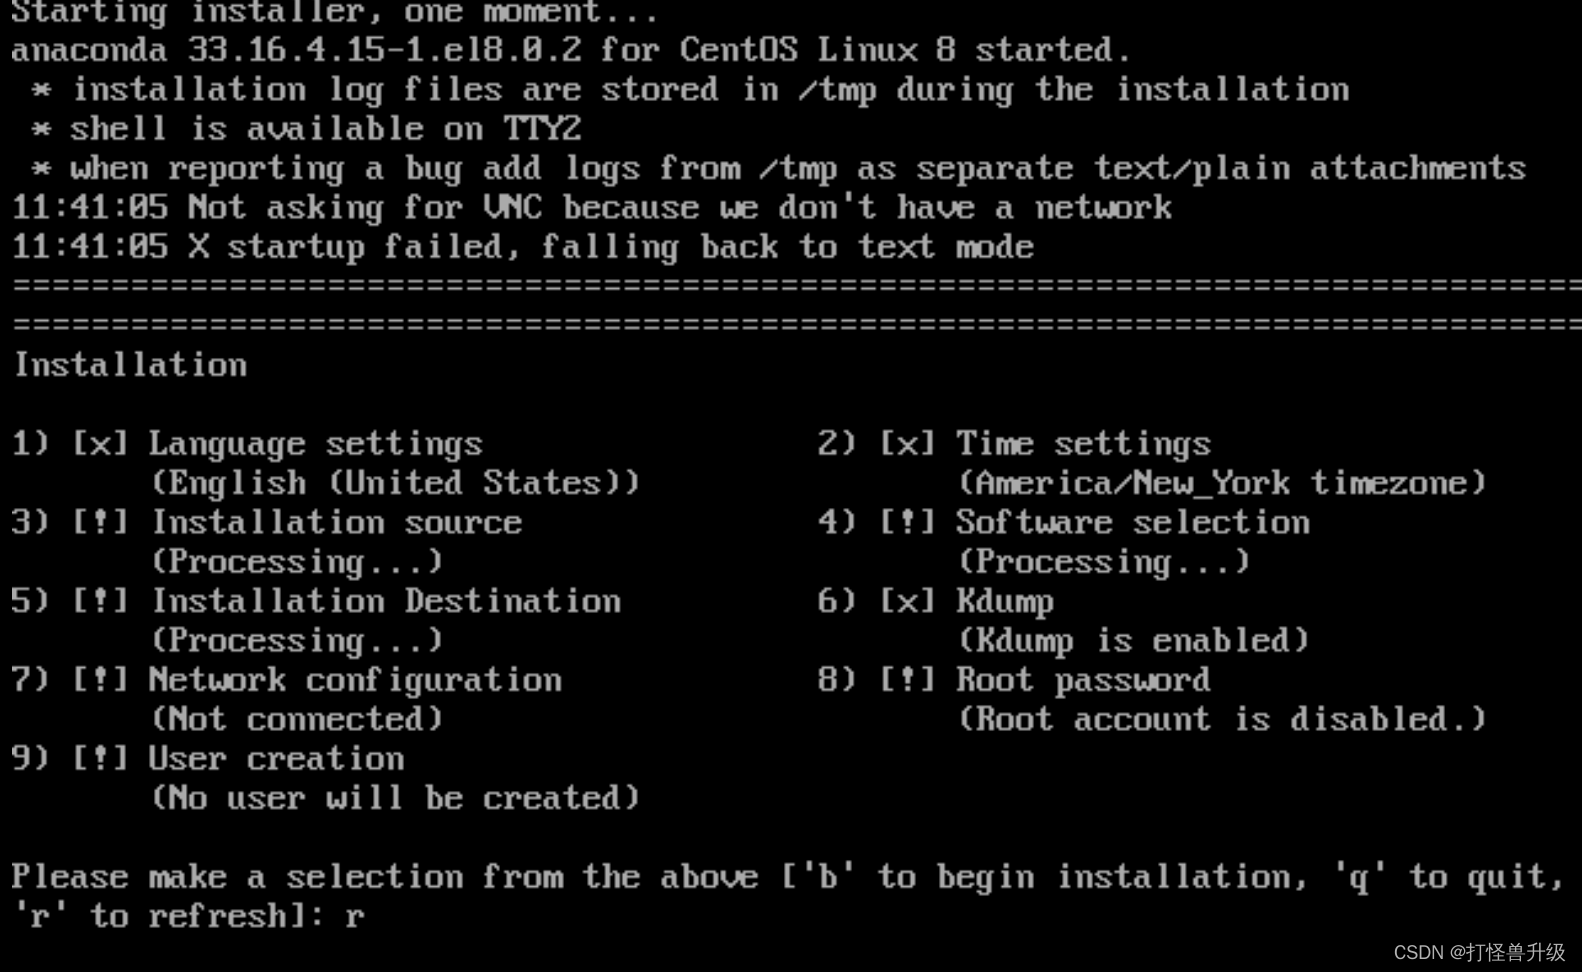 Starting installer, one moment...
anaconda 33.16.4.15-1.el8.0.2 for CentOS Linux 8 started.
* installation log files are stored in /tmp during the installation
* shell is available on TTY2
* when reporting a bug add logs from /tmp as separate text/plain attachments
11:41:05 Not asking for VNC because we don't have a network
11:41:05 X startup failed, falling back to text mode
================================================================================
================================================================================
Installation
1) [x] Language settings 2) [x] Time settings
(English (United States)) (America/New_York timezone)
3) [!] Installation source 4) [!] Software selection
(Processing...) (Processing...)
5) [!] Installation Destination 6) [x] Kdump
(Processing...) (Kdump is enabled)
7) [!] Network configuration 8) [!] Root password
(Not connected) (Root account is disabled.)
9) [!] User creation
(No user will be created)
Please make a selection from the above ['b' to begin installation, 'q' to quit,
'r' to refresh]: r
CSDN @打怪兽升级